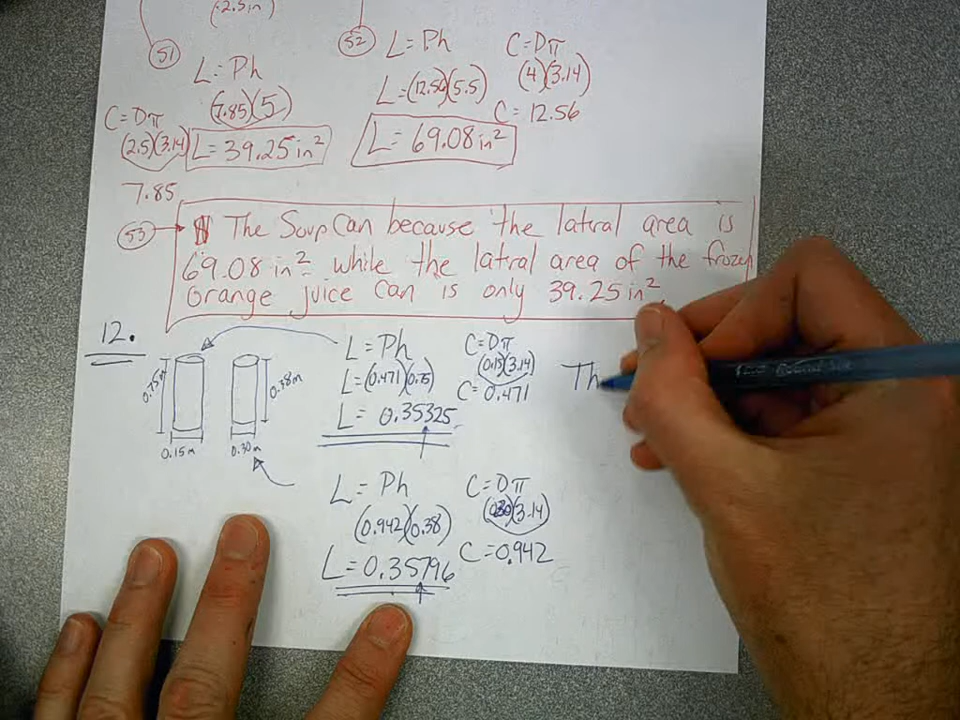 (2.5in)
51
L = Ph
(7.85)(5)
C = Dπ
(2.5)(3.14)
L = 39.25 in²
7.85
52
L = Ph
L = (12.56)(5.5)
L = 69.08 in²
C = Dπ
(4)(3.14)
C = 12.56
53
The Soup Can because the latral area is
69.08 in² while the latral area of the frozen
Orange juice Can is only 39.25 in².
12.
0.75m
0.15m
0.38m
0.30m
L = Ph
L = (0.471)(0.75)
L = 0.35325
C = Dπ
(0.15)(3.14)
C = 0.471
Th
L = Ph
(0.942)(0.38)
L = 0.35796
C = Dπ
(0.30)(3.14)
C = 0.942